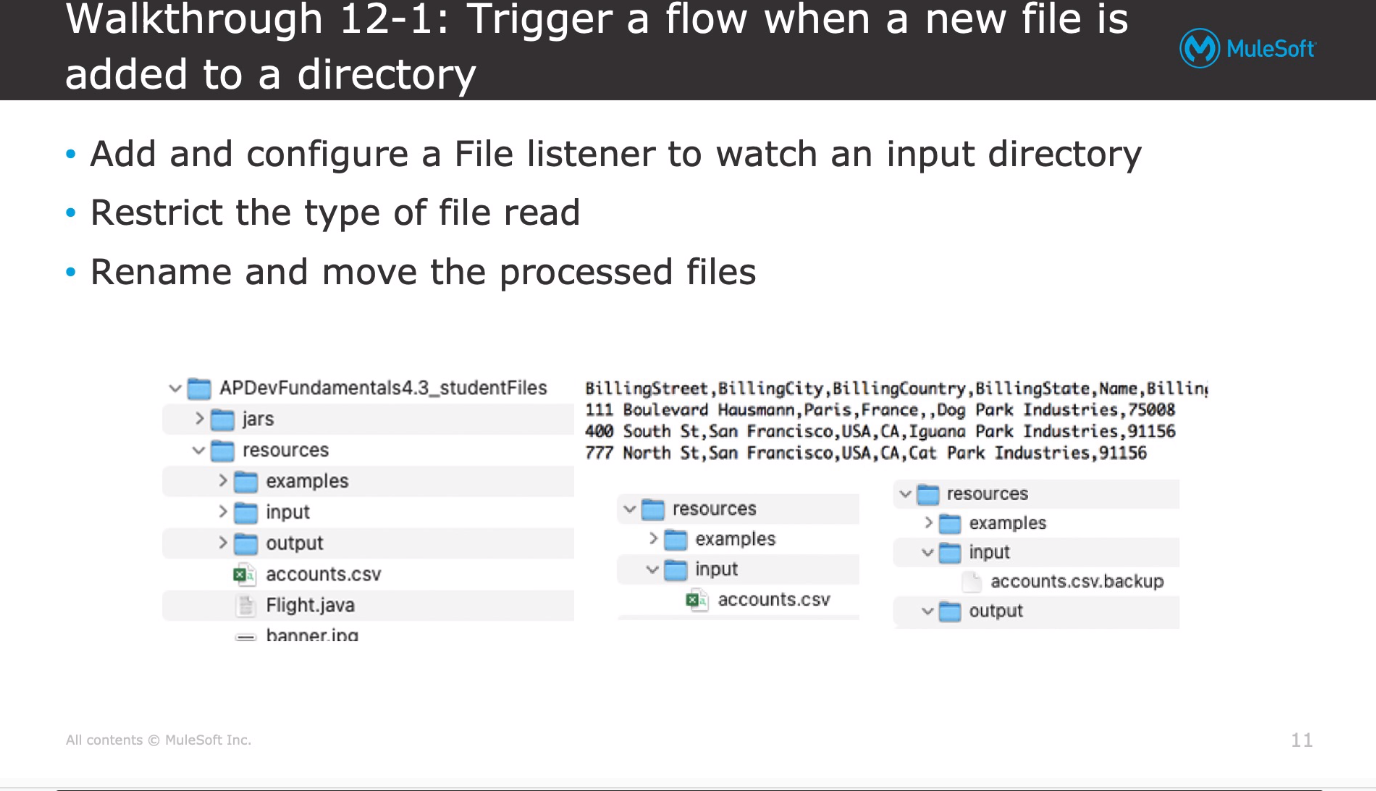 Walkthrough 12-1: Trigger a flow when a new file is
added to a directory
MuleSoft
• Add and configure a File listener to watch an input directory
• Restrict the type of file read
• Rename and move the processed files
APDevFundamentals4.3_studentFiles
jars
resources
examples
input
output
accounts.csv
Flight.java
banner.jpg
BillingStreet,BillingCity,BillingCountry,BillingState,Name,Billing
111 Boulevard Hausmann,Paris,France,,Dog Park Industries,75008
400 South St,San Francisco,USA,CA,Iguana Park Industries,91156
777 North St,San Francisco,USA,CA,Cat Park Industries,91156
resources
examples
input
accounts.csv
resources
examples
input
accounts.csv.backup
output
All contents © MuleSoft Inc.
11